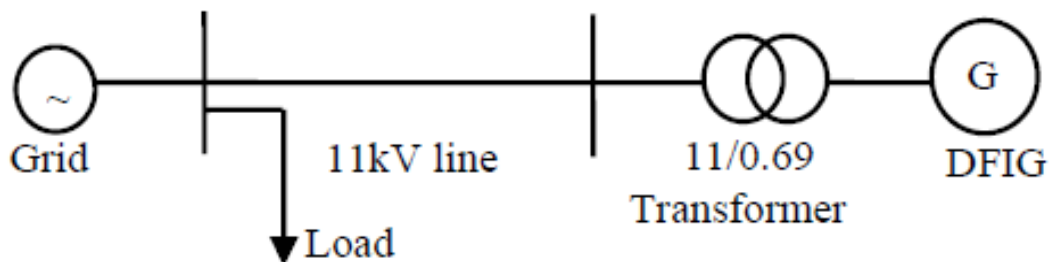 ~
G
Grid
11kV line
11/0.69
Transformer
DFIG
Load